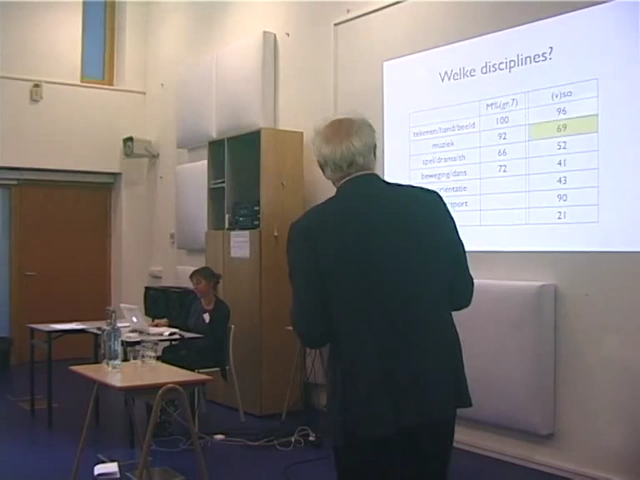 Welke disciplines?
M%(gr.7) (v)so
tekenen/hand/beeld 100 96
muziek 92 69
spel/drama/th 66 52
beweging/dans 72 41
43
sport 90
21